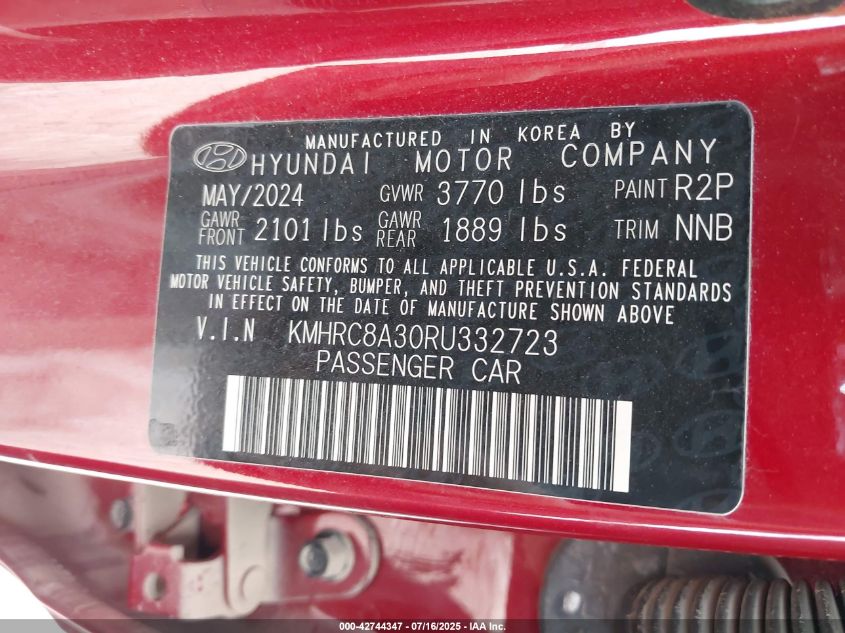 MANUFACTURED IN KOREA BY
HYUNDAI MOTOR COMPANY
MAY/2024 GVWR 3770 lbs PAINT R2P
GAWR FRONT 2101 lbs GAWR REAR 1889 lbs TRIM NNB
THIS VEHICLE CONFORMS TO ALL APPLICABLE U.S.A. FEDERAL
MOTOR VEHICLE SAFETY, BUMPER, AND THEFT PREVENTION STANDARDS
IN EFFECT ON THE DATE OF MANUFACTURE SHOWN ABOVE
V.I.N KMHRC8A30RU332723
PASSENGER CAR
000-42744347 - 07/16/2025 - IAA Inc.